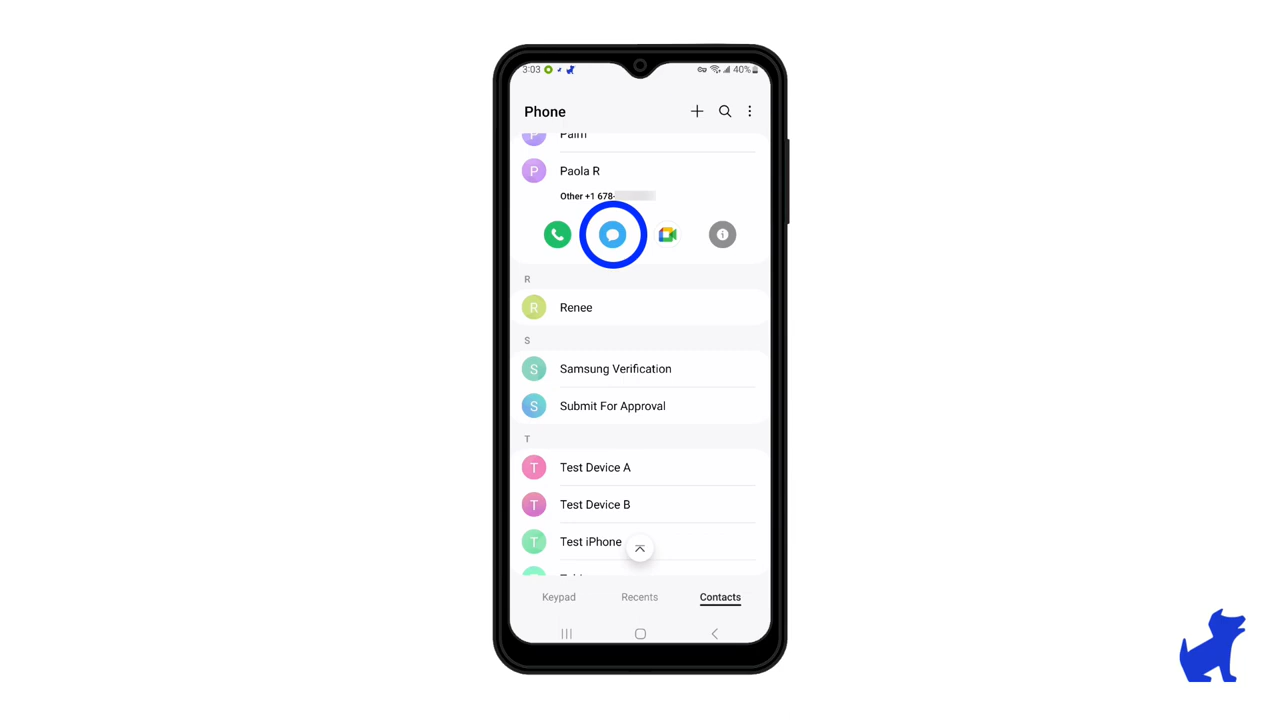 3:03
40%
Phone
P
Palm
P
Paola R
Other +1 678-
R
R
Renee
S
S
Samsung Verification
S
Submit For Approval
T
T
Test Device A
T
Test Device B
T
Test iPhone
Keypad
Recents
Contacts